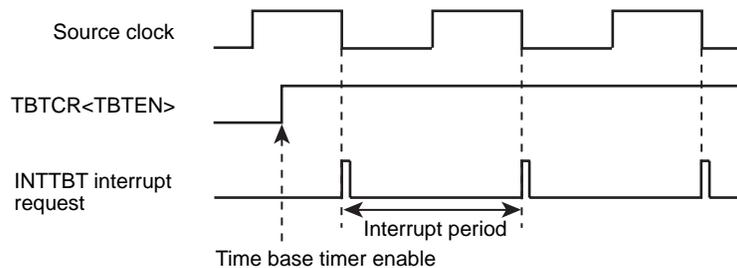 Source clock
TBTCR<TBTEN>
INTTBT interrupt
request
Interrupt period
Time base timer enable